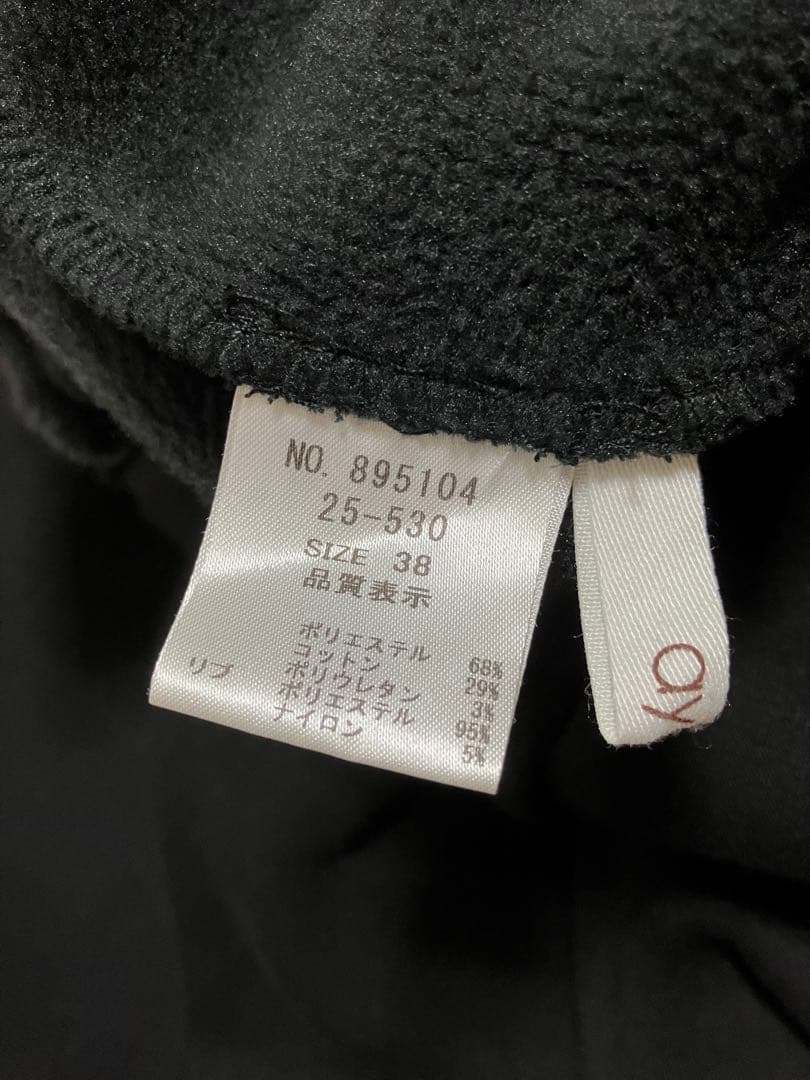 NO. 895104
25-530
SIZE 38
品質表示
ポリエステル 68%
コットン 29%
ポリウレタン 3%
リブ ポリエステル 95%
ナイロン 5%